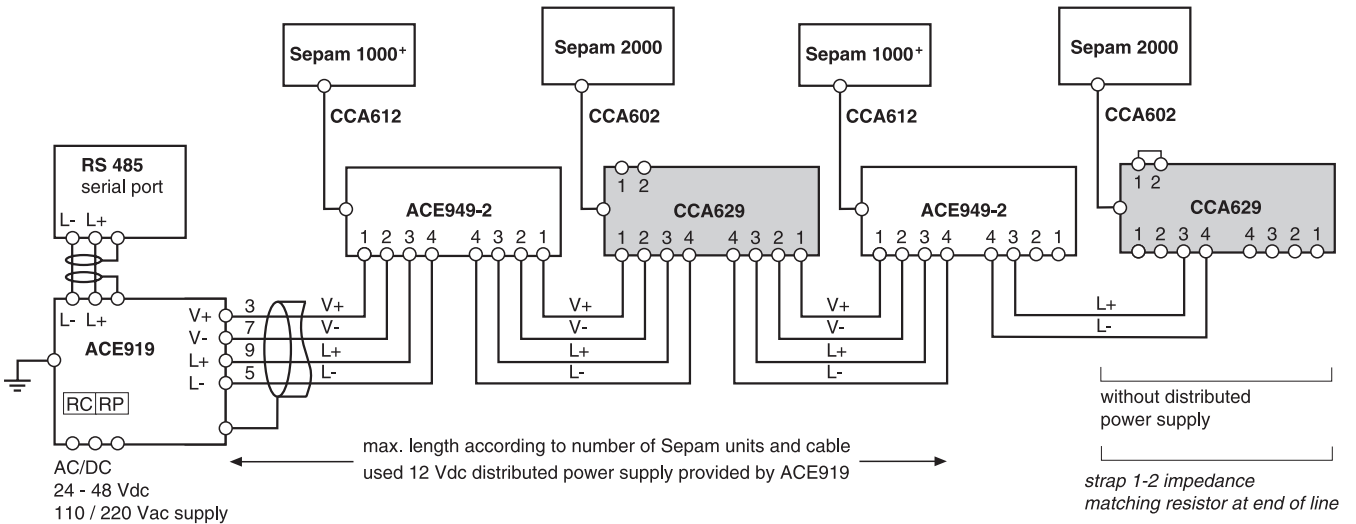 Sepam 1000+
Sepam 2000
Sepam 1000+
Sepam 2000
CCA612
CCA602
CCA612
CCA602
RS 485
serial port
L- L+
1 2
1 2
ACE949-2
CCA629
ACE949-2
CCA629
1 2 3 4 4 3 2 1
1 2 3 4 4 3 2 1
1 2 3 4 4 3 2 1
1 2 3 4 4 3 2 1
L- L+
ACE919
V+ 3 V+
V- 7 V-
L+ 9 L+
L- 5 L-
V+
V-
L+
L-
V+
V-
L+
L-
L+
L-
RC RP
without distributed
power supply
max. length according to number of Sepam units and cable
used 12 Vdc distributed power supply provided by ACE919
AC/DC
24 - 48 Vdc
110 / 220 Vac supply
strap 1-2 impedance
matching resistor at end of line